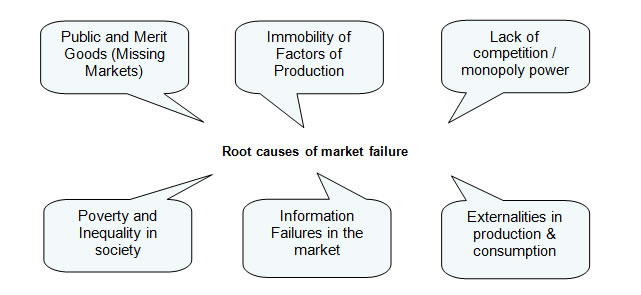 Public and Merit
Goods (Missing
Markets)
Immobility of
Factors of
Production
Lack of
competition /
monopoly power
Root causes of market failure
Poverty and
Inequality in
society
Information
Failures in the
market
Externalities in
production &
consumption